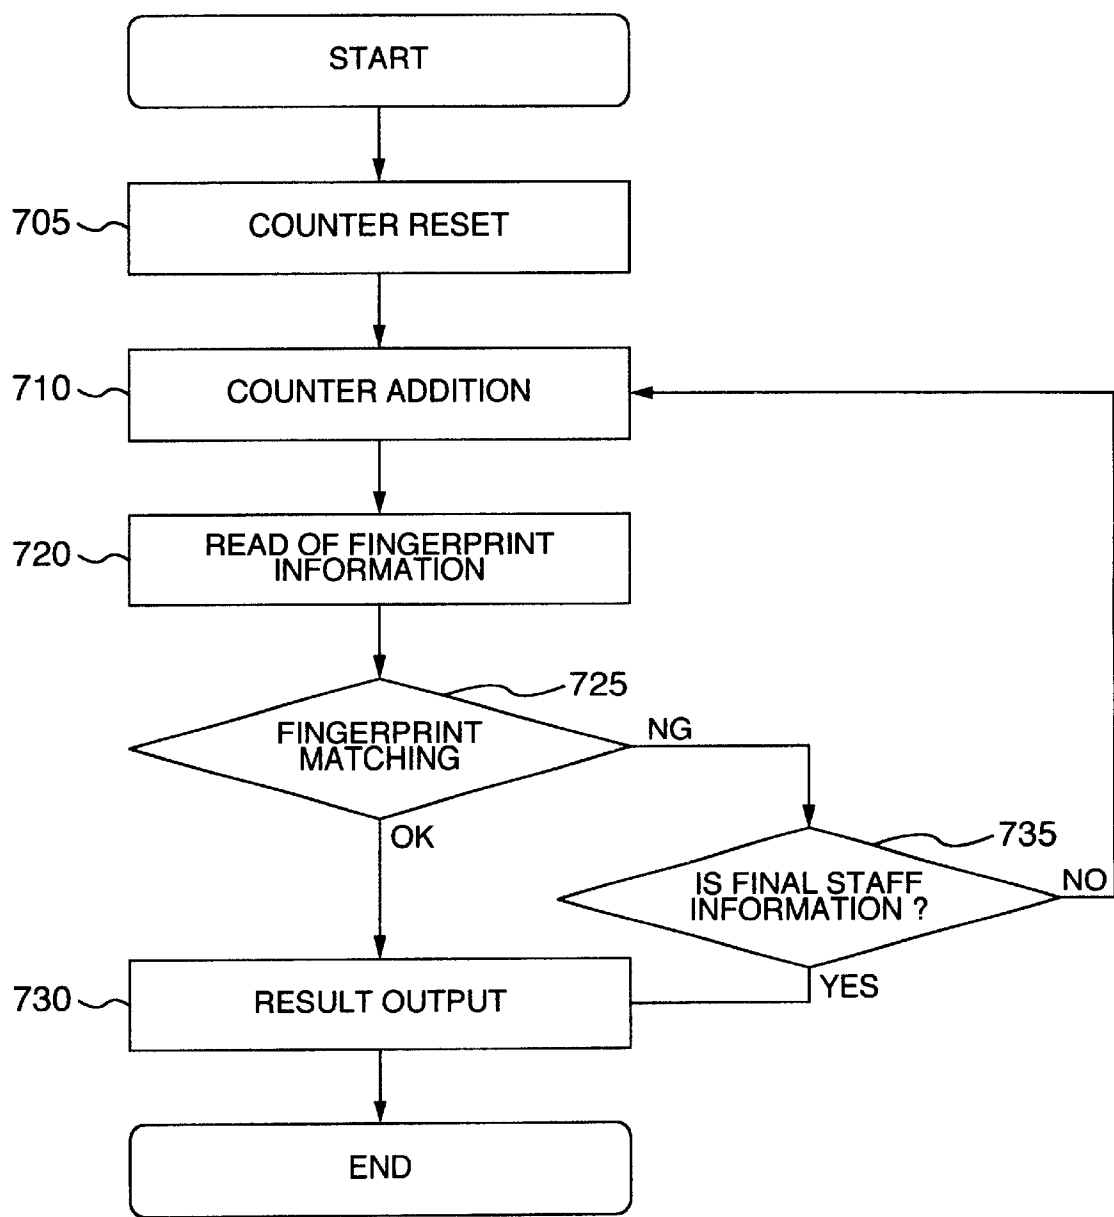 START
705
COUNTER RESET
710
COUNTER ADDITION
720
READ OF FINGERPRINT
INFORMATION
725
FINGERPRINT
MATCHING
NG
OK
735
IS FINAL STAFF
INFORMATION ?
NO
YES
730
RESULT OUTPUT
END